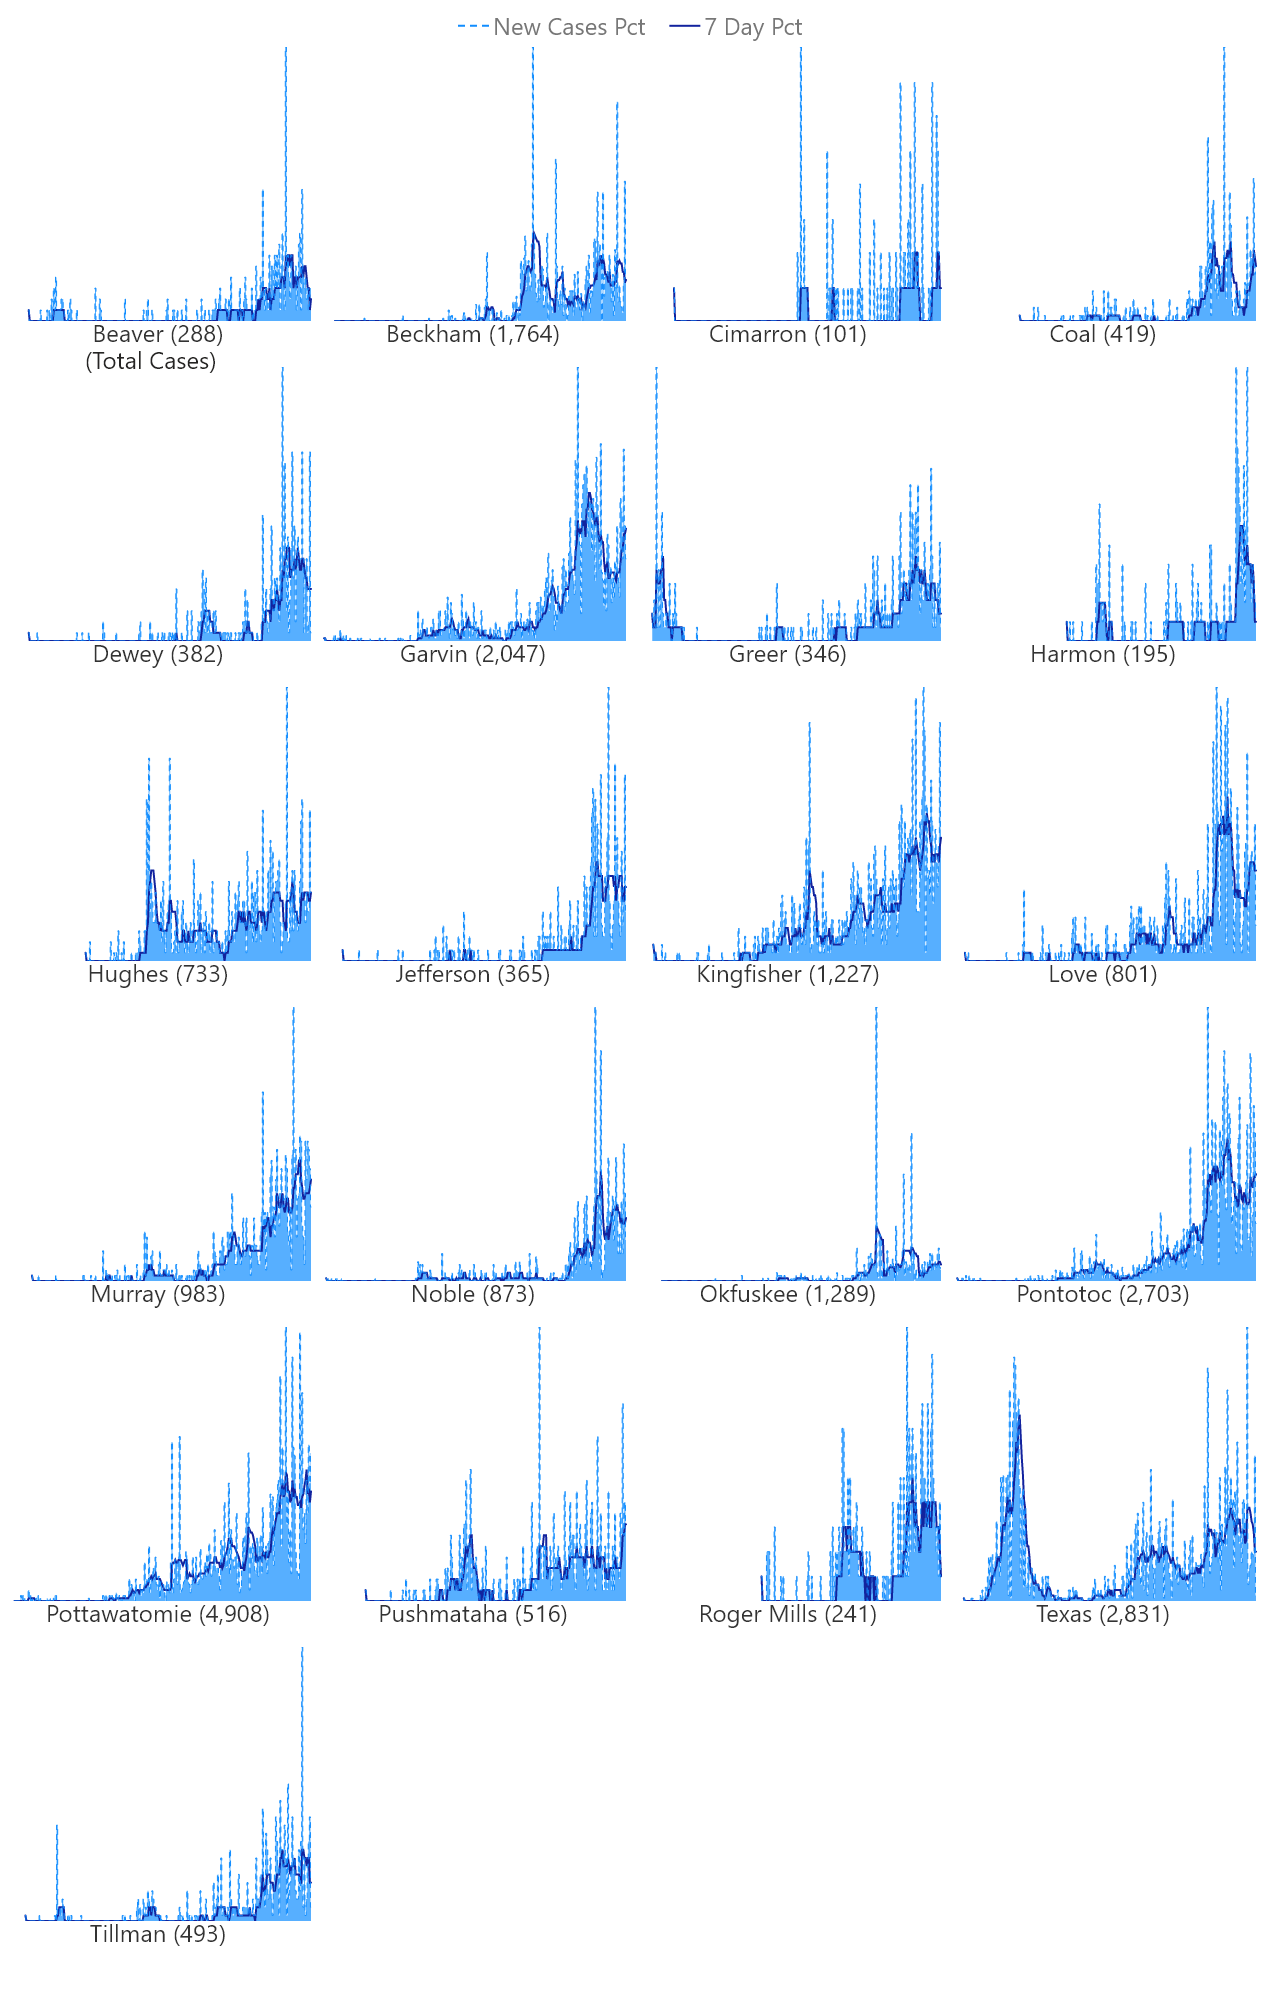 New Cases Pct 7 Day Pct
Beaver (288) Beckham (1,764) Cimarron (101) Coal (419)
(Total Cases)
Dewey (382) Garvin (2,047) Greer (346) Harmon (195)
Hughes (733) Jefferson (365) Kingfisher (1,227) Love (801)
Murray (983) Noble (873) Okfuskee (1,289) Pontotoc (2,703)
Pottawatomie (4,908) Pushmataha (516) Roger Mills (241) Texas (2,831)
Tillman (493)